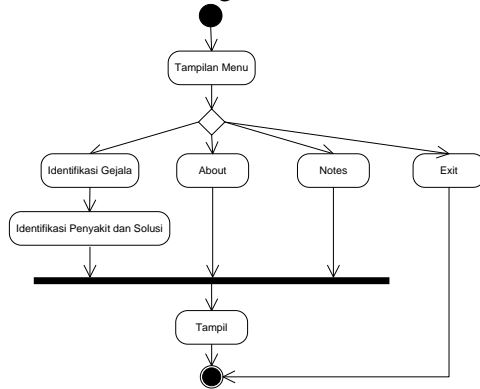 Tampilan Menu
Identifikasi Gejala
About
Notes
Exit
Identifikasi Penyakit dan Solusi
Tampil